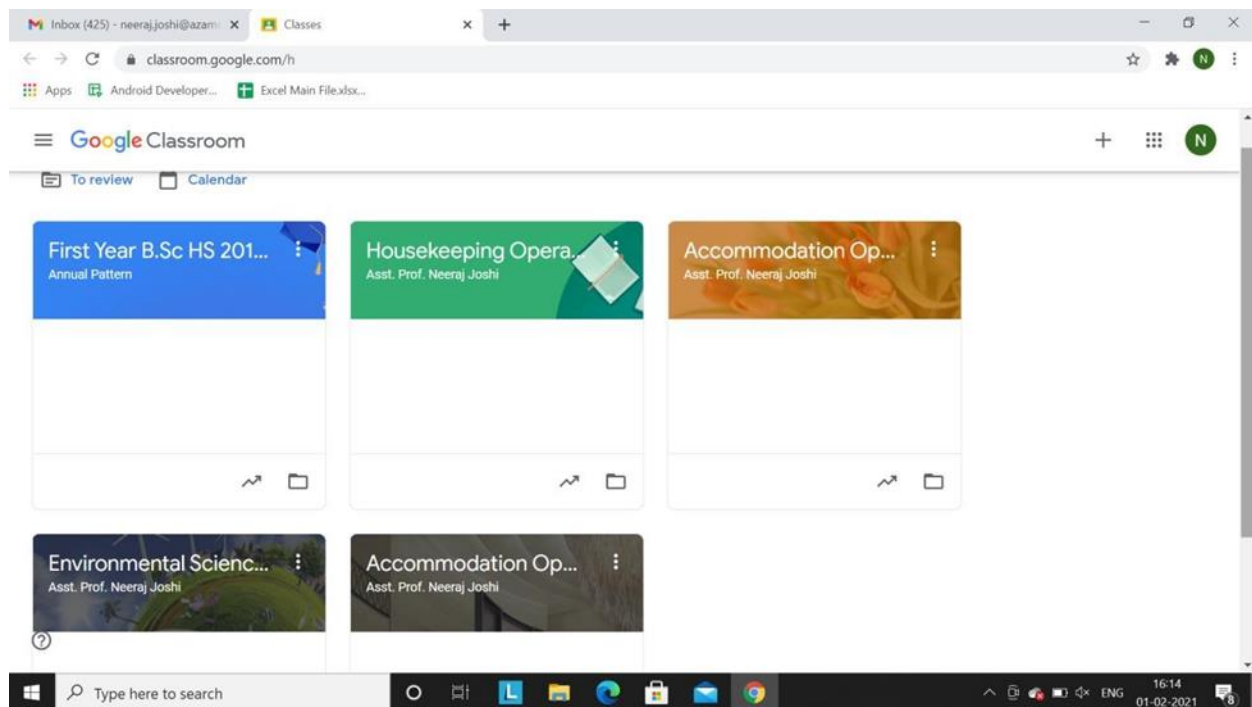 Inbox (425) - neeraj.joshi@azam
Classes
classroom.google.com/h
N
Apps
Android Developer...
Excel Main File.xlsx...
Google Classroom
N
To review
Calendar
First Year B.Sc HS 201...
Annual Pattern
Housekeeping Opera...
Asst. Prof. Neeraj Joshi
Accommodation Op...
Asst. Prof. Neeraj Joshi
Environmental Scienc...
Asst. Prof. Neeraj Joshi
Accommodation Op...
Asst. Prof. Neeraj Joshi
Type here to search
L
ENG
16:14
01-02-2021
8